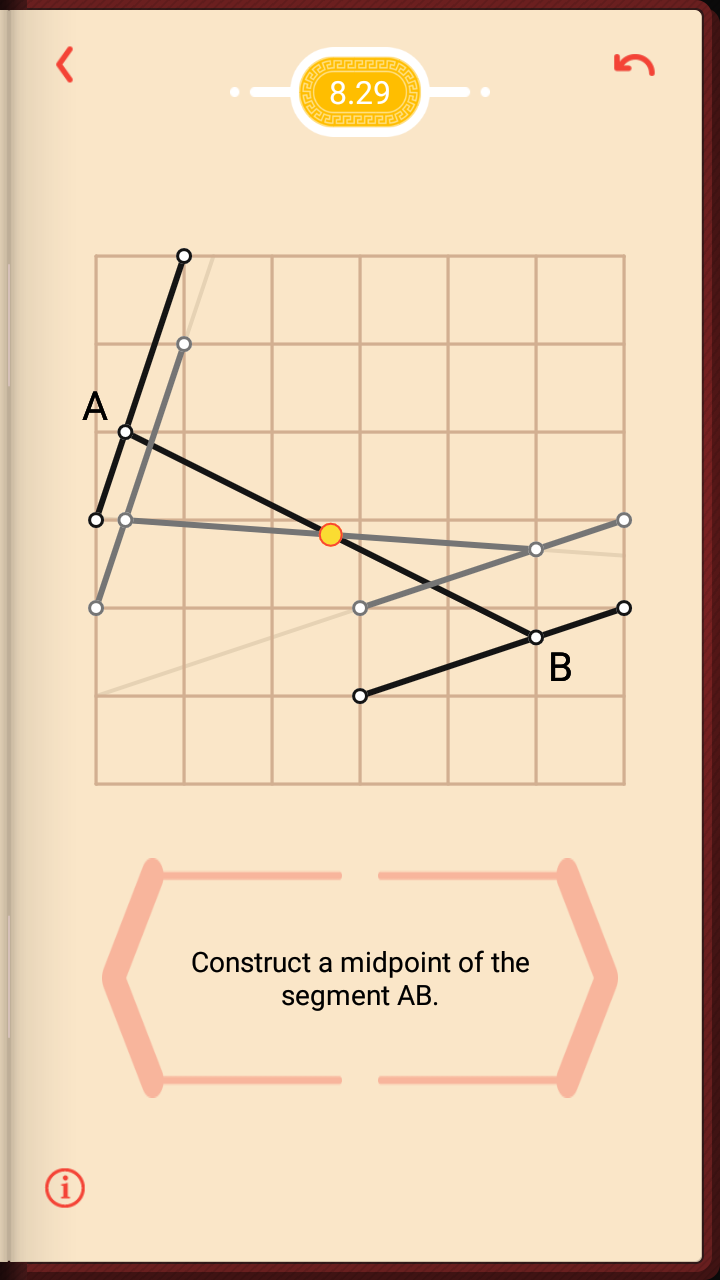 8.29
A
B
Construct a midpoint of the
segment AB.
i